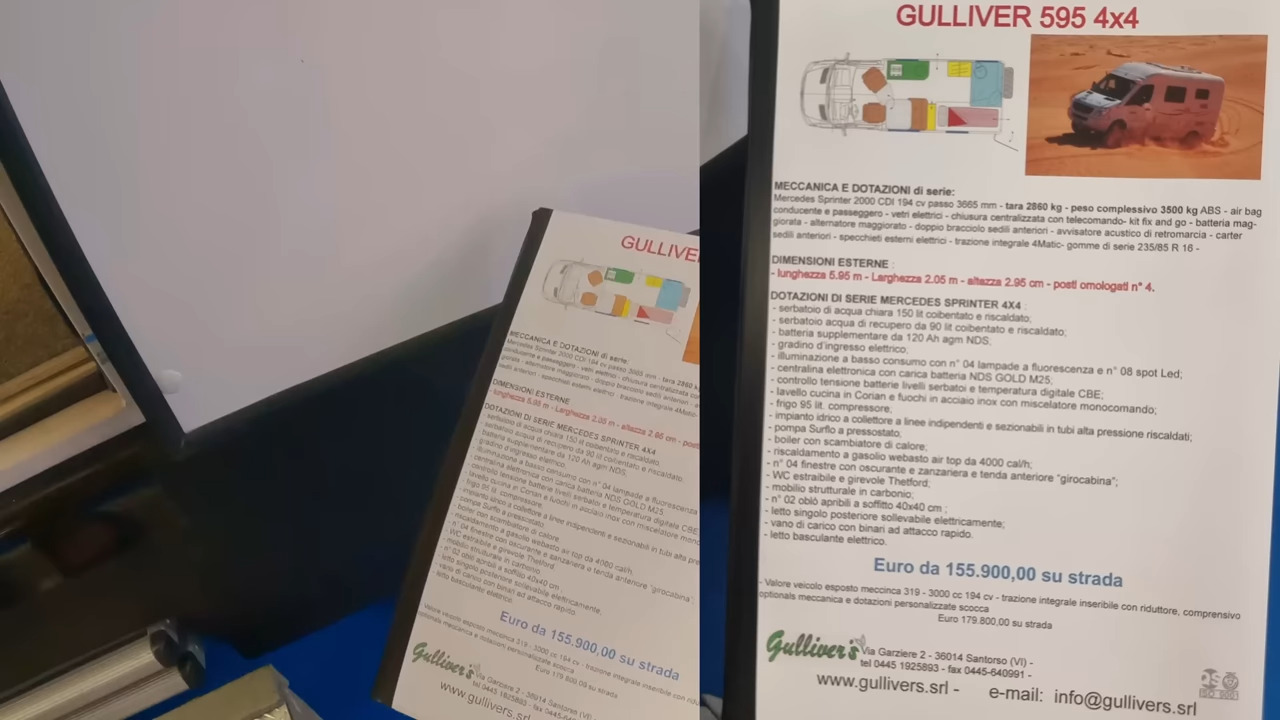 GULLIVER 595 4x4
MECCANICA E DOTAZIONI di serie:
Mercedes Sprinter 2000 CDI 194 cv passo 3665 mm - tara 2860 kg - peso complessivo 3500 kg ABS - air bag
conducente e passeggero - vetri elettrici - chiusura centralizzata con telecomando- kit fix and go - batteria mag-
giorata - alternatore maggiorato - doppio bracciolo sedili anteriori - avvisatore acustico di retromarcia - carter
sedili anteriori - specchieti esterni elettrici - trazione integrale 4Matic- gomme di serie 235/85 R 16 -
DIMENSIONI ESTERNE :
- lunghezza 5.95 m - Larghezza 2.05 m - altezza 2.95 cm - posti omologati n° 4.
DOTAZIONI DI SERIE MERCEDES SPRINTER 4X4 :
- serbatoio di acqua chiara 150 lit coibentato e riscaldato;
- serbatoio acqua di recupero da 90 lit coibentato e riscaldato;
- batteria supplementare da 120 Ah agm NDS;
- gradino d'ingresso elettrico;
- illuminazione a basso consumo con n° 04 lampade a fluorescenza e n° 08 spot Led;
- centralina elettronica con carica batteria NDS GOLD M25;
- controllo tensione batterie livelli serbatoi e temperatura digitale CBE;
- lavello cucina in Corian e fuochi in acciaio inox con miscelatore monocomando;
- frigo 95 lit. compressore;
- impianto idrico a collettore a linee indipendenti e sezionabili in tubi alta pressione riscaldati;
- pompa Surflo a pressostato;
- boiler con scambiatore di calore;
- riscaldamento a gasolio webasto air top da 4000 cal/h;
- n° 04 finestre con oscurante e zanzariera e tenda anteriore "girocabina";
- WC estraibile e girevole Thetford;
- mobilio strutturale in carbonio;
- n° 02 oblò apribili a soffitto 40x40 cm ;
- letto singolo posteriore sollevabile elettricamente;
- vano di carico con binari ad attacco rapido.
- letto basculante elettrico.
Euro da 155.900,00 su strada
- Valore veicolo esposto meccinca 319 - 3000 cc 194 cv - trazione integrale inseribile con riduttore, comprensivo
optionals meccanica e dotazioni personalizzate scocca
Euro 179.800,00 su strada
Gulliver's
Via Garziere 2 - 36014 Santorso (VI) -
tel 0445 1925893 - fax 0445-640991 -
www.gullivers.srl - e-mail: info@gullivers.srl
ISO 9001